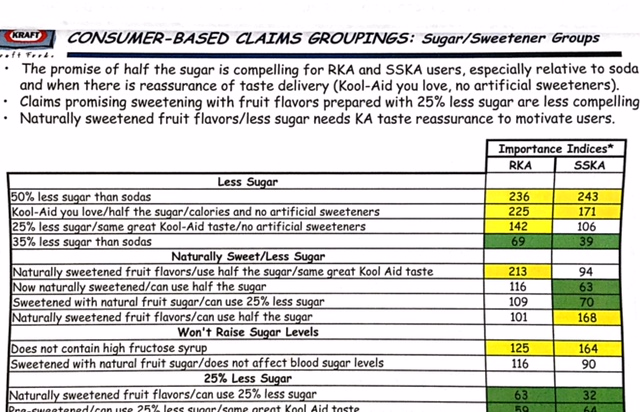 KRAFT
CONSUMER-BASED CLAIMS GROUPINGS: Sugar/Sweetener Groups
aft Foods
• The promise of half the sugar is compelling for RKA and SSKA users, especially relative to soda
and when there is reassurance of taste delivery (Kool-Aid you love, no artificial sweeteners).
• Claims promising sweetening with fruit flavors prepared with 25% less sugar are less compelling
• Naturally sweetened fruit flavors/less sugar needs KA taste reassurance to motivate users.
Importance Indices*
RKA SSKA
Less Sugar
50% less sugar than sodas 236 243
Kool-Aid you love/half the sugar/calories and no artificial sweeteners 225 171
25% less sugar/same great Kool-Aid taste/no artificial sweeteners 142 106
35% less sugar than sodas 69 39
Naturally Sweet/Less Sugar
Naturally sweetened fruit flavors/use half the sugar/same great Kool Aid taste 213 94
Now naturally sweetened/can use half the sugar 116 63
Sweetened with natural fruit sugar/can use 25% less sugar 109 70
Naturally sweetened fruit flavors/can use half the sugar 101 168
Won't Raise Sugar Levels
Does not contain high fructose syrup 125 164
Sweetened with natural fruit sugar/does not affect blood sugar levels 116 90
25% Less Sugar
Naturally sweetened fruit flavors/can use 25% less sugar 63 32
Pre-sweetened/can use 25% less sugar/same great Kool Aid taste 59 64